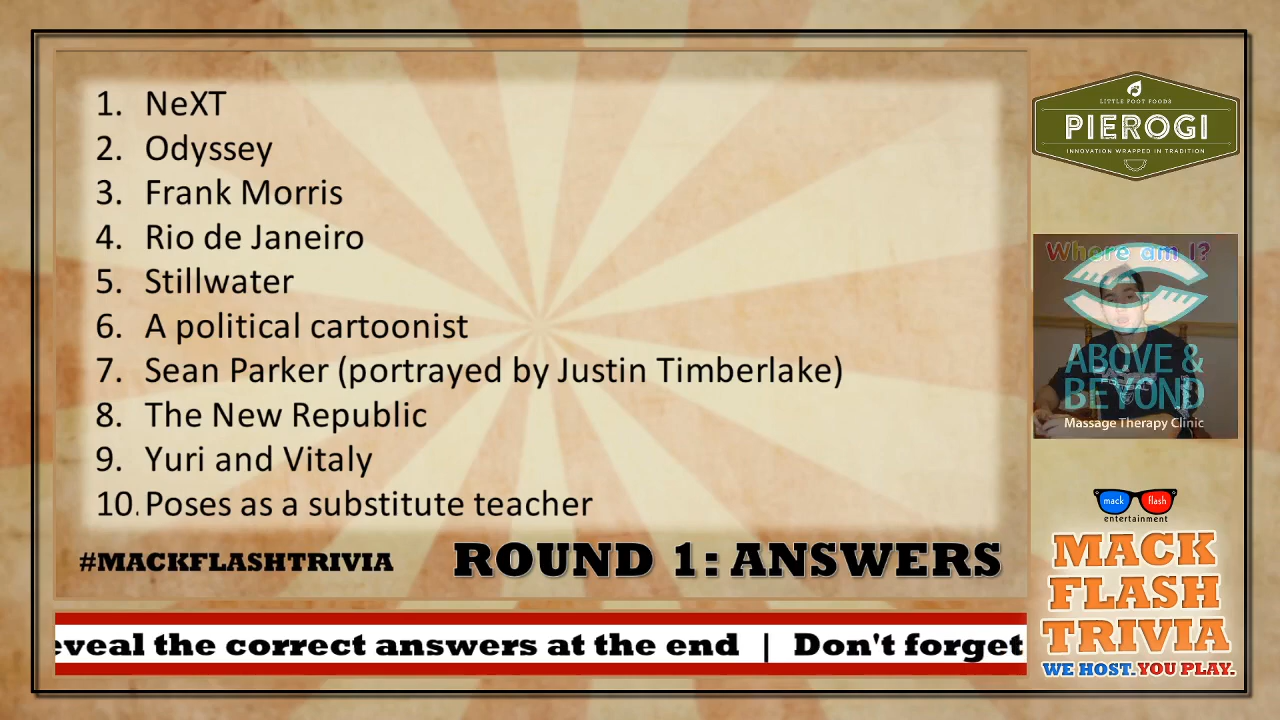 1. NeXT
2. Odyssey
3. Frank Morris
4. Rio de Janeiro
5. Stillwater
6. A political cartoonist
7. Sean Parker (portrayed by Justin Timberlake)
8. The New Republic
9. Yuri and Vitaly
10. Poses as a substitute teacher
#MACKFLASHTRIVIA
ROUND 1: ANSWERS
eveal the correct answers at the end | Don't forget
LITTLE FOOT FOODS
PIEROGI
INNOVATION WRAPPED IN TRADITION
Where am I?
ABOVE &
BEYOND
Massage Therapy Clinic
mack flash
entertainment
MACK
FLASH
TRIVIA
WE HOST. YOU PLAY.